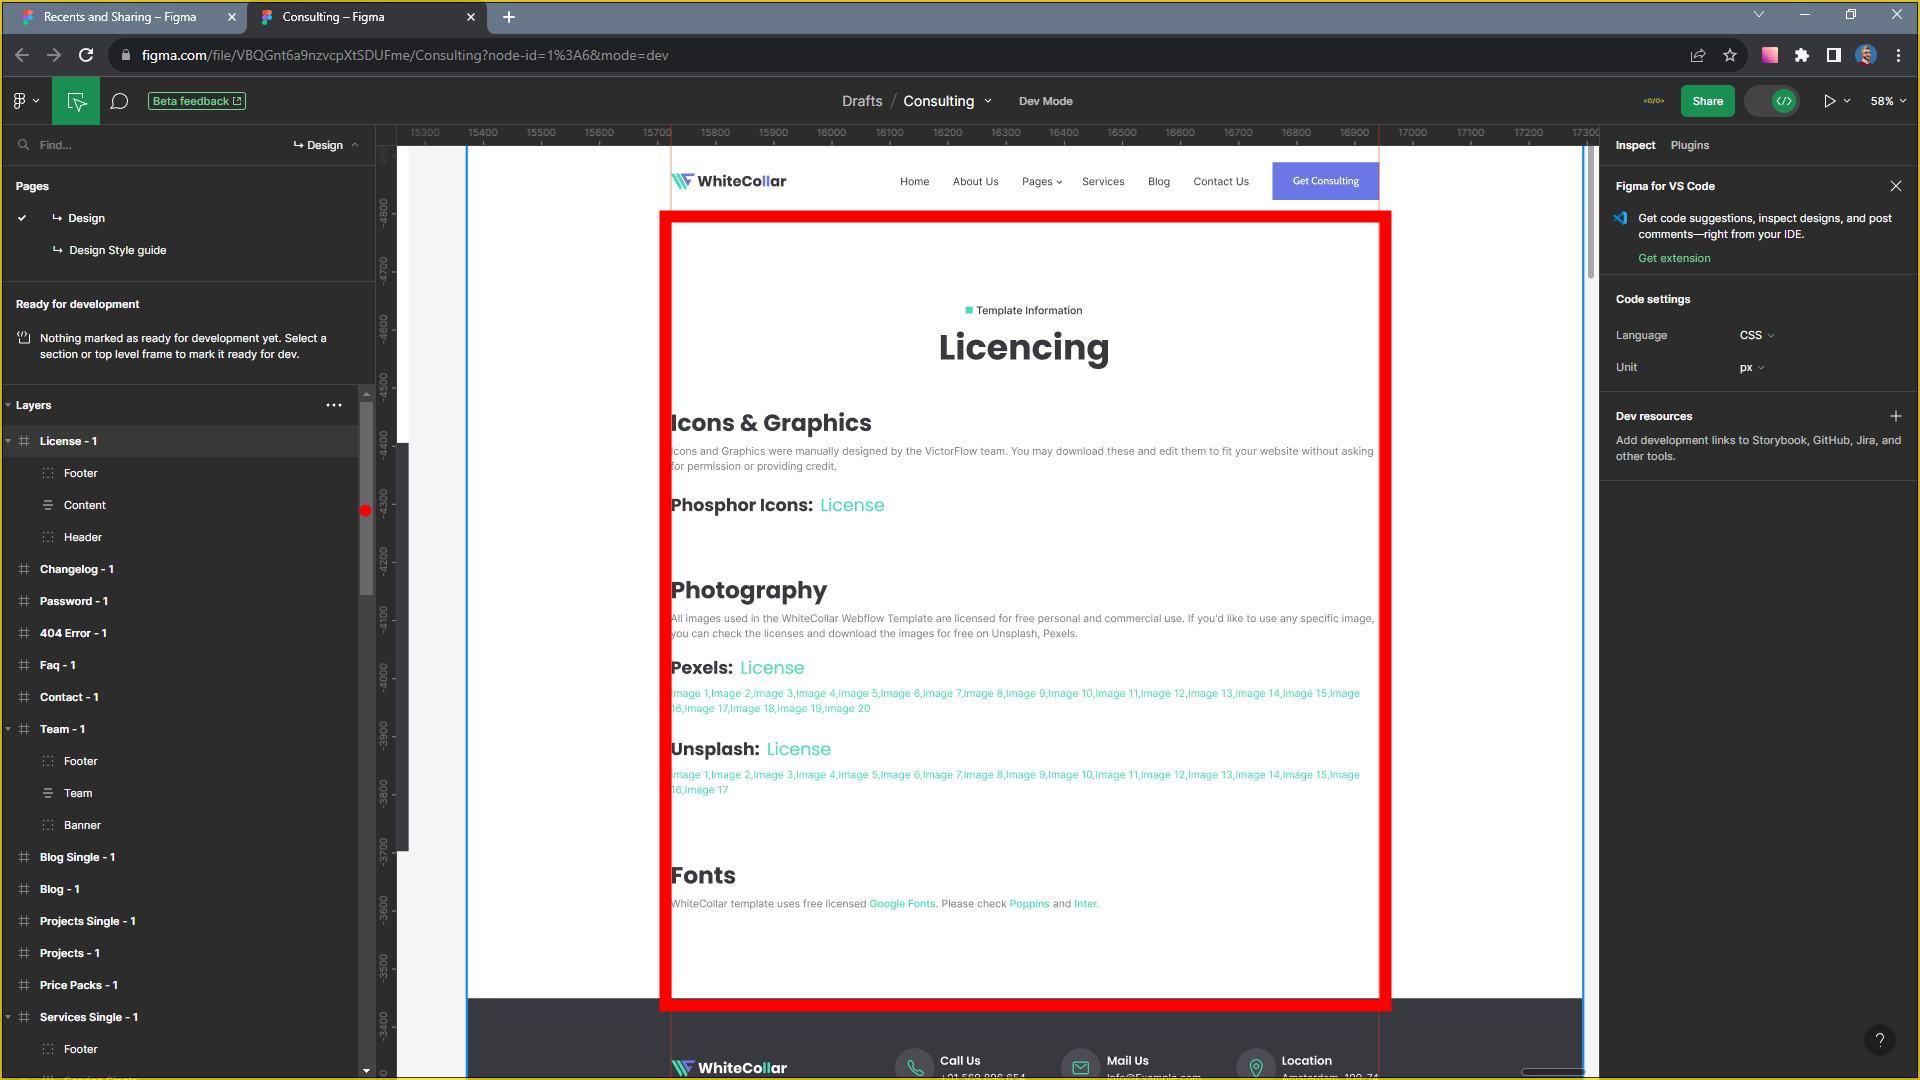 Recents and Sharing – Figma
Consulting – Figma
figma.com/file/VBQGnt6a9nzvcpXtSDUFme/Consulting?node-id=1%3A6&mode=dev
Beta feedback
Drafts / Consulting
Dev Mode
Share
58%
Find...
Design
Pages
Design
Design Style guide
Ready for development
Nothing marked as ready for development yet. Select a
section or top level frame to mark it ready for dev.
Layers
License - 1
Footer
Content
Header
Changelog - 1
Password - 1
404 Error - 1
Faq - 1
Contact - 1
Team - 1
Footer
Team
Banner
Blog Single - 1
Blog - 1
Projects Single - 1
Projects - 1
Price Packs - 1
Services Single - 1
Footer
15300 15400 15500 15600 15700 15800 15900 16000 16100 16200 16300 16400 16500 16600 16700 16800 16900 17000 17100 17200 17300
-4800
-4700
-4600
-4500
-4400
-4300
-4200
-4100
-4000
-3900
-3800
-3700
-3600
-3500
-3400
WhiteCollar
Home
About Us
Pages
Services
Blog
Contact Us
Get Consulting
Template Information
Licencing
Icons & Graphics
Icons and Graphics were manually designed by the VictorFlow team. You may download these and edit them to fit your website without asking
for permission or providing credit.
Phosphor Icons: License
Photography
All images used in the WhiteCollar Webflow Template are licensed for free personal and commercial use. If you'd like to use any specific image,
you can check the licenses and download the images for free on Unsplash, Pexels.
Pexels: License
Image 1,Image 2,Image 3,Image 4,Image 5,Image 6,Image 7,Image 8,Image 9,Image 10,Image 11,Image 12,Image 13,Image 14,Image 15,Image
16,Image 17,Image 18,Image 19,Image 20
Unsplash: License
Image 1,Image 2,Image 3,Image 4,Image 5,Image 6,Image 7,Image 8,Image 9,Image 10,Image 11,Image 12,Image 13,Image 14,Image 15,Image
16,Image 17
Fonts
WhiteCollar template uses free licensed Google Fonts. Please check Poppins and Inter.
WhiteCollar
Call Us
Mail Us
Location
Inspect
Plugins
Figma for VS Code
Get code suggestions, inspect designs, and post
comments—right from your IDE.
Get extension
Code settings
Language
CSS
Unit
px
Dev resources
Add development links to Storybook, GitHub, Jira, and
other tools.
?